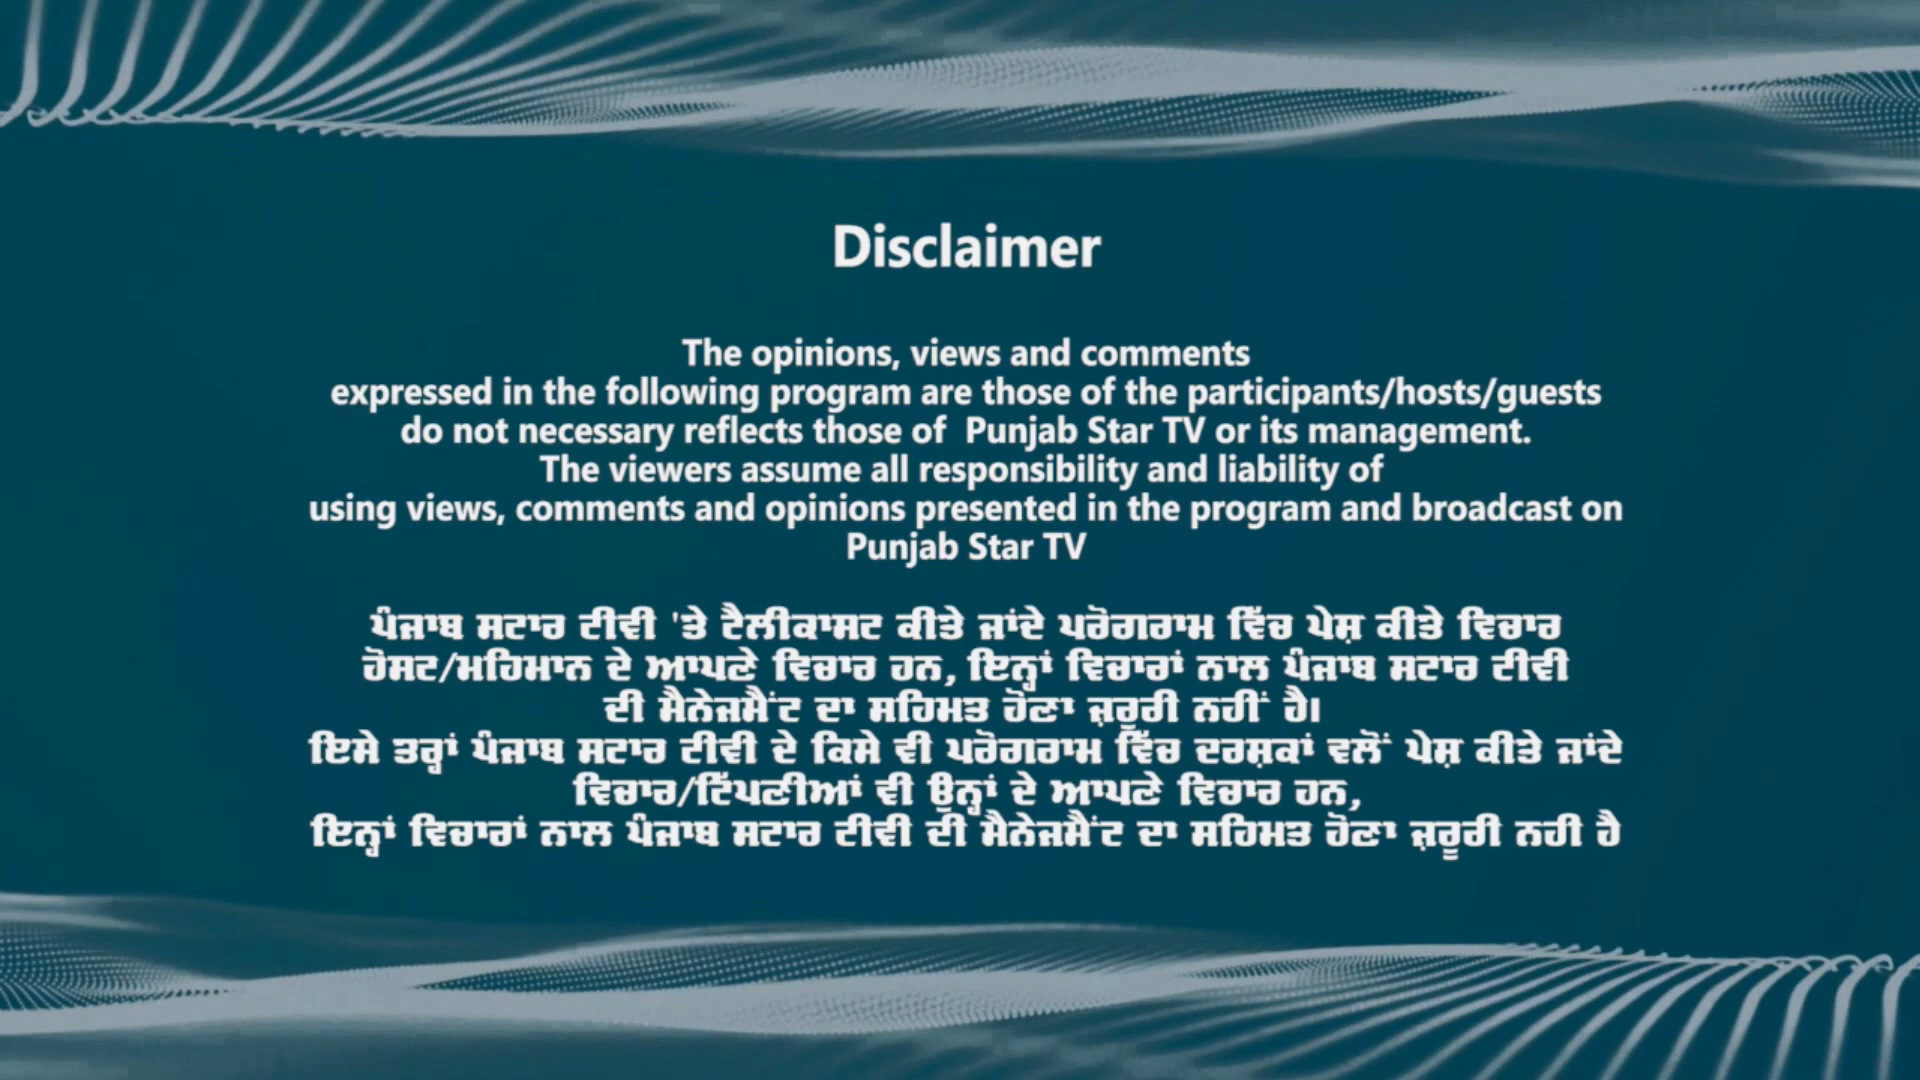 Disclaimer
The opinions, views and comments
expressed in the following program are those of the participants/hosts/guests
do not necessary reflects those of  Punjab Star TV or its management.
The viewers assume all responsibility and liability of
using views, comments and opinions presented in the program and broadcast on
Punjab Star TV
ਪੰਜਾਬ ਸਟਾਰ ਟੀਵੀ 'ਤੇ ਟੈਲੀਕਾਸਟ ਕੀਤੇ ਜਾਂਦੇ ਪਰੋਗਰਾਮ ਵਿੱਚ ਪੇਸ਼ ਕੀਤੇ ਵਿਚਾਰ
ਹੋਸਟ/ਮਹਿਮਾਨ ਦੇ ਆਪਣੇ ਵਿਚਾਰ ਹਨ, ਇਨ੍ਹਾਂ ਵਿਚਾਰਾਂ ਨਾਲ ਪੰਜਾਬ ਸਟਾਰ ਟੀਵੀ
ਦੀ ਮੈਨੇਜਮੈਂਟ ਦਾ ਸਹਿਮਤ ਹੋਣਾ ਜ਼ਰੂਰੀ ਨਹੀਂ ਹੈ।
ਇਸੇ ਤਰ੍ਹਾਂ ਪੰਜਾਬ ਸਟਾਰ ਟੀਵੀ ਦੇ ਕਿਸੇ ਵੀ ਪਰੋਗਰਾਮ ਵਿੱਚ ਦਰਸ਼ਕਾਂ ਵਲੋਂ ਪੇਸ਼ ਕੀਤੇ ਜਾਂਦੇ
ਵਿਚਾਰ/ਟਿੱਪਣੀਆਂ ਵੀ ਉਨ੍ਹਾਂ ਦੇ ਆਪਣੇ ਵਿਚਾਰ ਹਨ,
ਇਨ੍ਹਾਂ ਵਿਚਾਰਾਂ ਨਾਲ ਪੰਜਾਬ ਸਟਾਰ ਟੀਵੀ ਦੀ ਮੈਨੇਜਮੈਂਟ ਦਾ ਸਹਿਮਤ ਹੋਣਾ ਜ਼ਰੂਰੀ ਨਹੀ ਹੈ